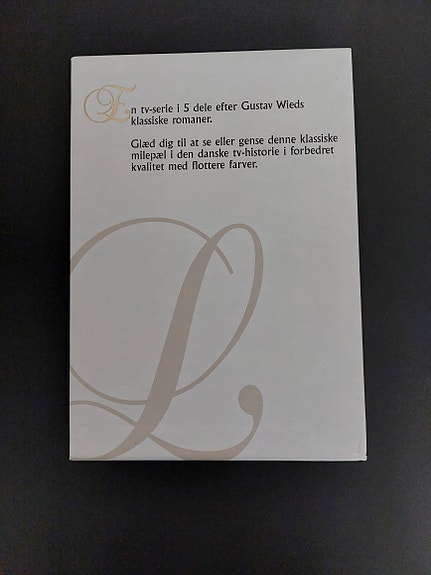 En tv-serie i 5 dele efter Gustav Wieds
klassiske romaner.
Glæd dig til at se eller gense denne klassiske
milepæl i den danske tv-historie i forbedret
kvalitet med flottere farver.
L